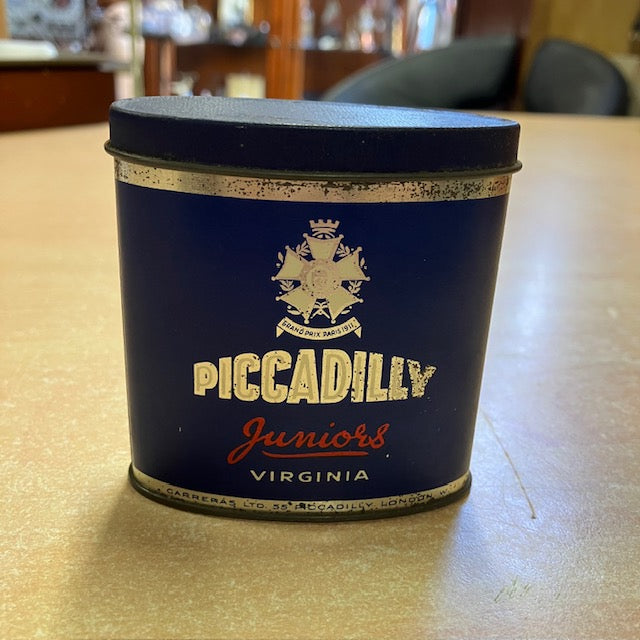 GRAND PRIX PARIS 1911
PICCADILLY
Juniors
VIRGINIA
CARRERAS LTD. 55 PICCADILLY, LONDON W.